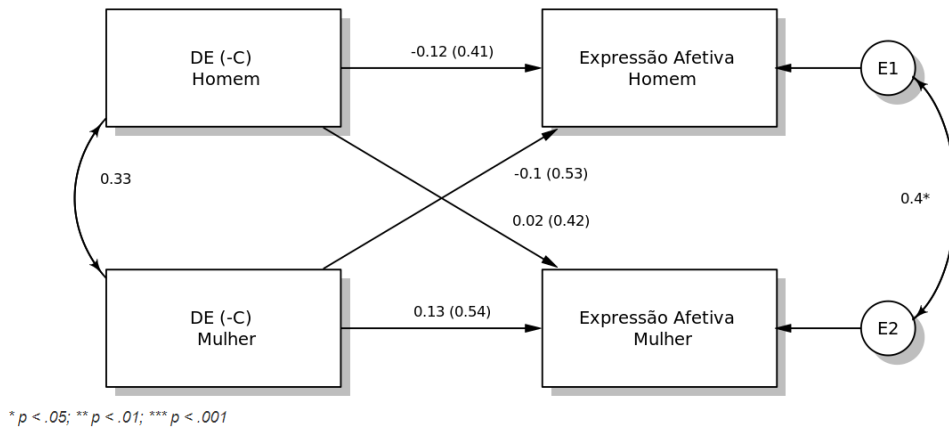 DE (-C)
Homem
-0.12 (0.41)
Expressão Afetiva
Homem
E1
0.33
-0.1 (0.53)
0.4*
0.02 (0.42)
DE (-C)
Mulher
0.13 (0.54)
Expressão Afetiva
Mulher
E2
* p < .05; ** p < .01; *** p < .001